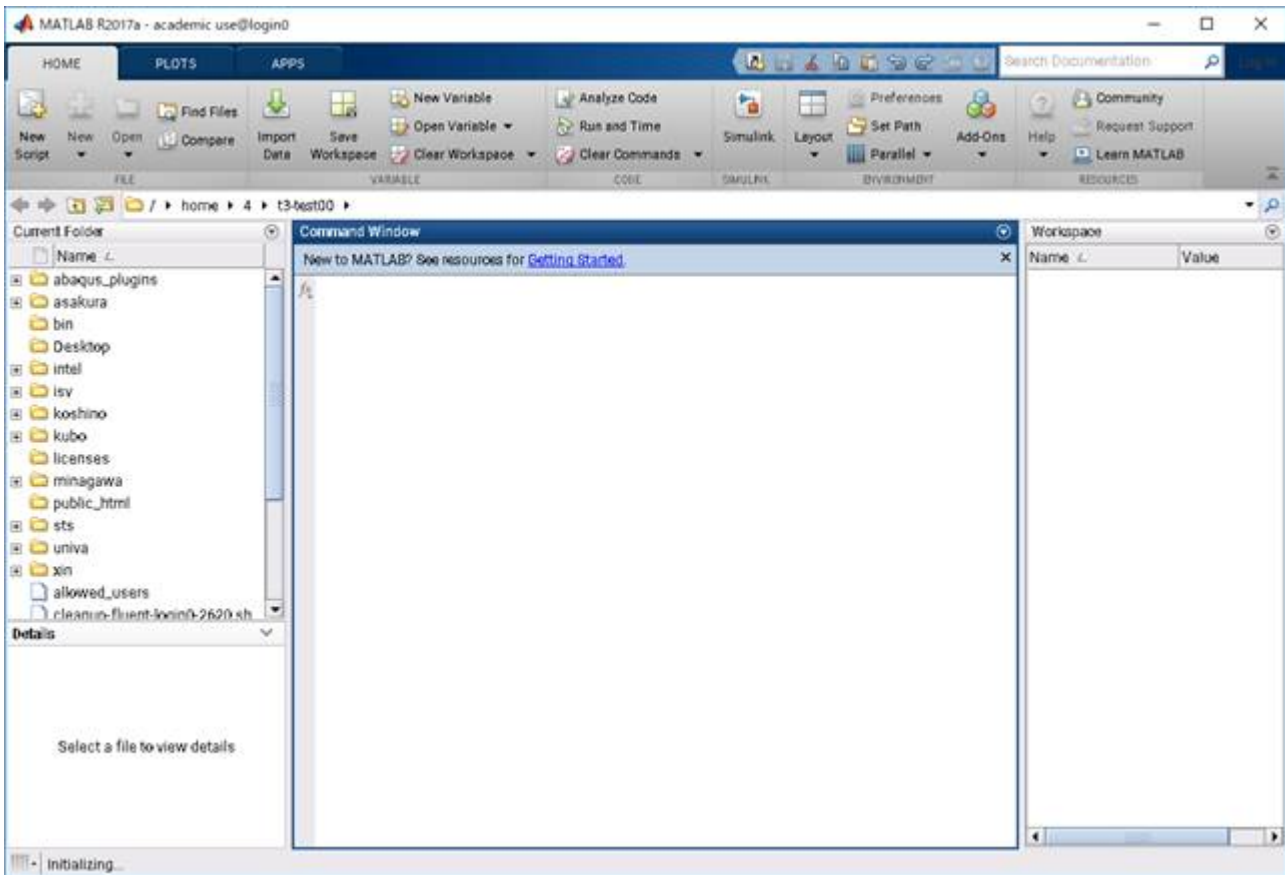 MATLAB R2017a - academic use@login0
HOME PLOTS APPS
Search Documentation
New Script
New
Open
Find Files
Compare
FILE
Import Data
Save Workspace
New Variable
Open Variable
Clear Workspace
VARIABLE
Analyze Code
Run and Time
Clear Commands
CODE
Simulink
SIMULINK
Layout
Preferences
Set Path
Parallel
Add-Ons
ENVIRONMENT
Help
Community
Request Support
Learn MATLAB
RESOURCES
/ home 4 t3-test00
Current Folder
Name
abaqus_plugins
asakura
bin
Desktop
intel
isv
koshino
kubo
licenses
minagawa
public_html
sts
univa
xin
allowed_users
cleanup-fluent-login0-2620.sh
Details
Select a file to view details
Command Window
New to MATLAB? See resources for Getting Started.
fx
Workspace
Name Value
Initializing...